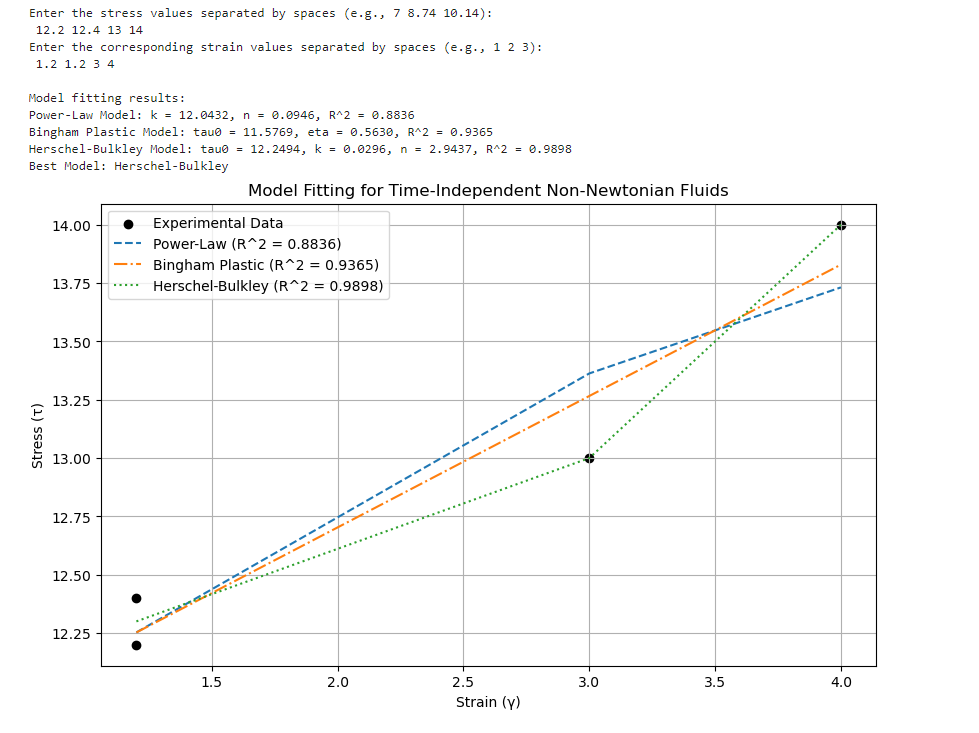 Enter the stress values separated by spaces (e.g., 7 8.74 10.14):
12.2 12.4 13 14
Enter the corresponding strain values separated by spaces (e.g., 1 2 3):
1.2 1.2 3 4
Model fitting results:
Power-Law Model: k = 12.0432, n = 0.0946, R^2 = 0.8836
Bingham Plastic Model: tau0 = 11.5769, eta = 0.5630, R^2 = 0.9365
Herschel-Bulkley Model: tau0 = 12.2494, k = 0.0296, n = 2.9437, R^2 = 0.9898
Best Model: Herschel-Bulkley
Model Fitting for Time-Independent Non-Newtonian Fluids
Experimental Data
Power-Law (R^2 = 0.8836)
Bingham Plastic (R^2 = 0.9365)
Herschel-Bulkley (R^2 = 0.9898)
Stress (τ)
14.00
13.75
13.50
13.25
13.00
12.75
12.50
12.25
1.5 2.0 2.5 3.0 3.5 4.0
Strain (γ)